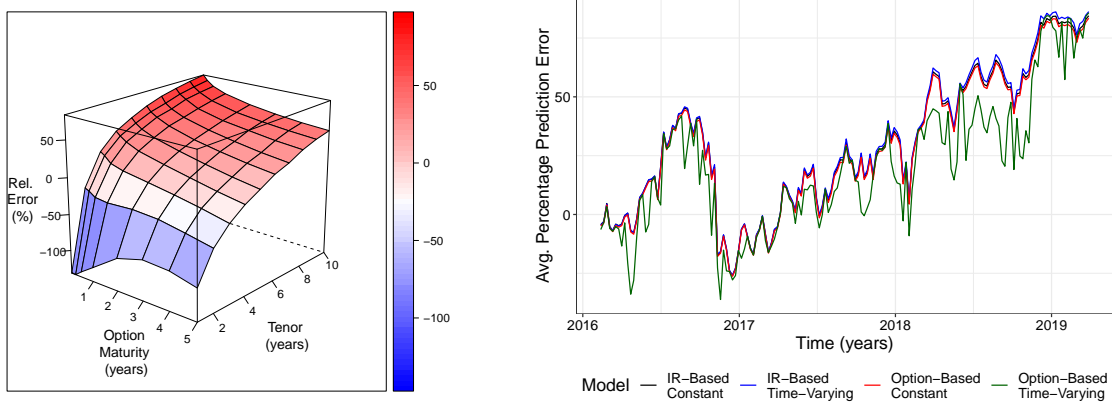 50
0
−50
−100
Rel.
Error
(%)
1
2
3
4
5
Option
Maturity
(years)
2
4
6
8
10
Tenor
(years)
50
0
−50
−100
Avg. Percentage Prediction Error
50
0
2016
2017
2018
2019
Time (years)
Model
IR−Based
Constant
IR−Based
Time−Varying
Option−Based
Constant
Option−Based
Time−Varying